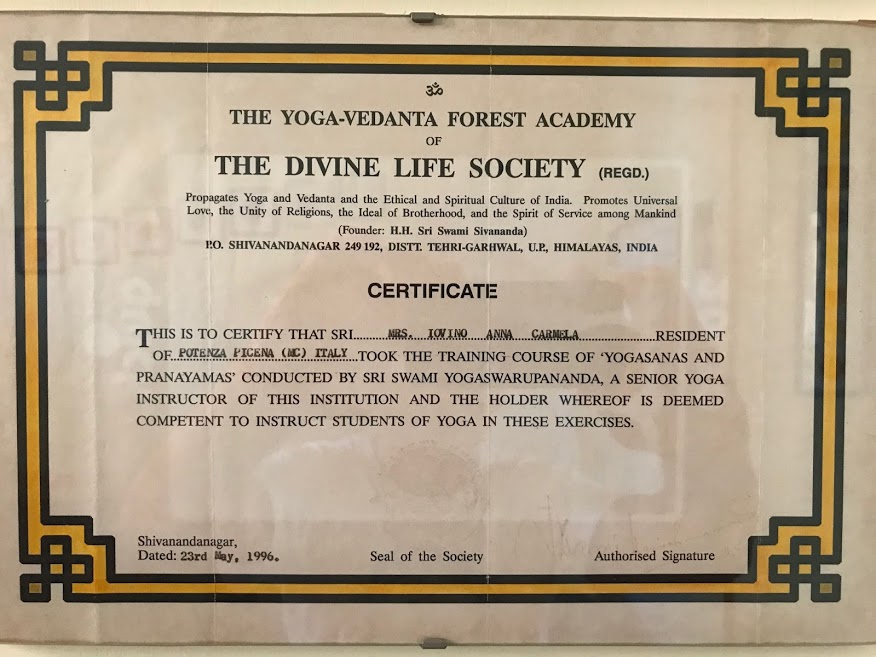 ॐ
THE YOGA-VEDANTA FOREST ACADEMY
OF
THE DIVINE LIFE SOCIETY (REGD.)
Propagates Yoga and Vedanta and the Ethical and Spiritual Culture of India. Promotes Universal
Love, the Unity of Religions, the Ideal of Brotherhood, and the Spirit of Service among Mankind
(Founder: H.H. Sri Swami Sivananda)
P.O. SHIVANANDANAGAR 249 192, DISTT. TEHRI-GARHWAL, U.P., HIMALAYAS, INDIA
CERTIFICATE
THIS IS TO CERTIFY THAT SRI....MRS. IOVINO ANNA CARMELA....RESIDENT
OF POTENZA PICENA (MC) ITALY..TOOK THE TRAINING COURSE OF 'YOGASANAS AND
PRANAYAMAS' CONDUCTED BY SRI SWAMI YOGASWARUPANANDA, A SENIOR YOGA
INSTRUCTOR OF THIS INSTITUTION AND THE HOLDER WHEREOF IS DEEMED
COMPETENT TO INSTRUCT STUDENTS OF YOGA IN THESE EXERCISES.
Shivanandanagar,
Dated: 23rd May, 1996. Seal of the Society Authorised Signature